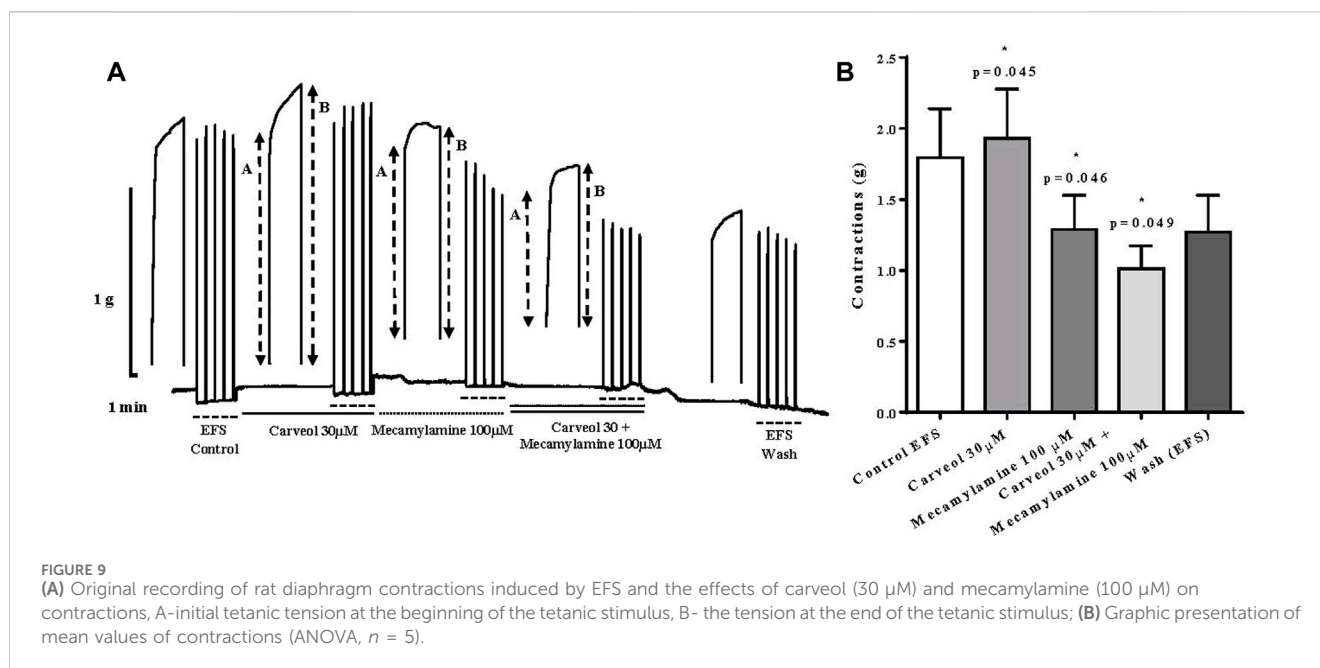 A
B
A
B
A
B
A
B
1 g
1 min
EFS
Control
Carveol 30µM
Mecamylamine 100µM
Carveol 30 +
Mecamylamine 100µM
EFS
Wash
Contractions (g)
2.5
2.0
1.5
1.0
0.5
0.0
*
p=0.045
*
p=0.046
*
p=0.049
Control EFS
Carveol 30µM
Mecamylamine 100 µM
Carveol 30µM +
Mecamylamine 100µM
Wash (EFS)
FIGURE 9
(A) Original recording of rat diaphragm contractions induced by EFS and the effects of carveol (30 µM) and mecamylamine (100 µM) on
contractions, A-initial tetanic tension at the beginning of the tetanic stimulus, B- the tension at the end of the tetanic stimulus; (B) Graphic presentation of
mean values of contractions (ANOVA, n = 5).